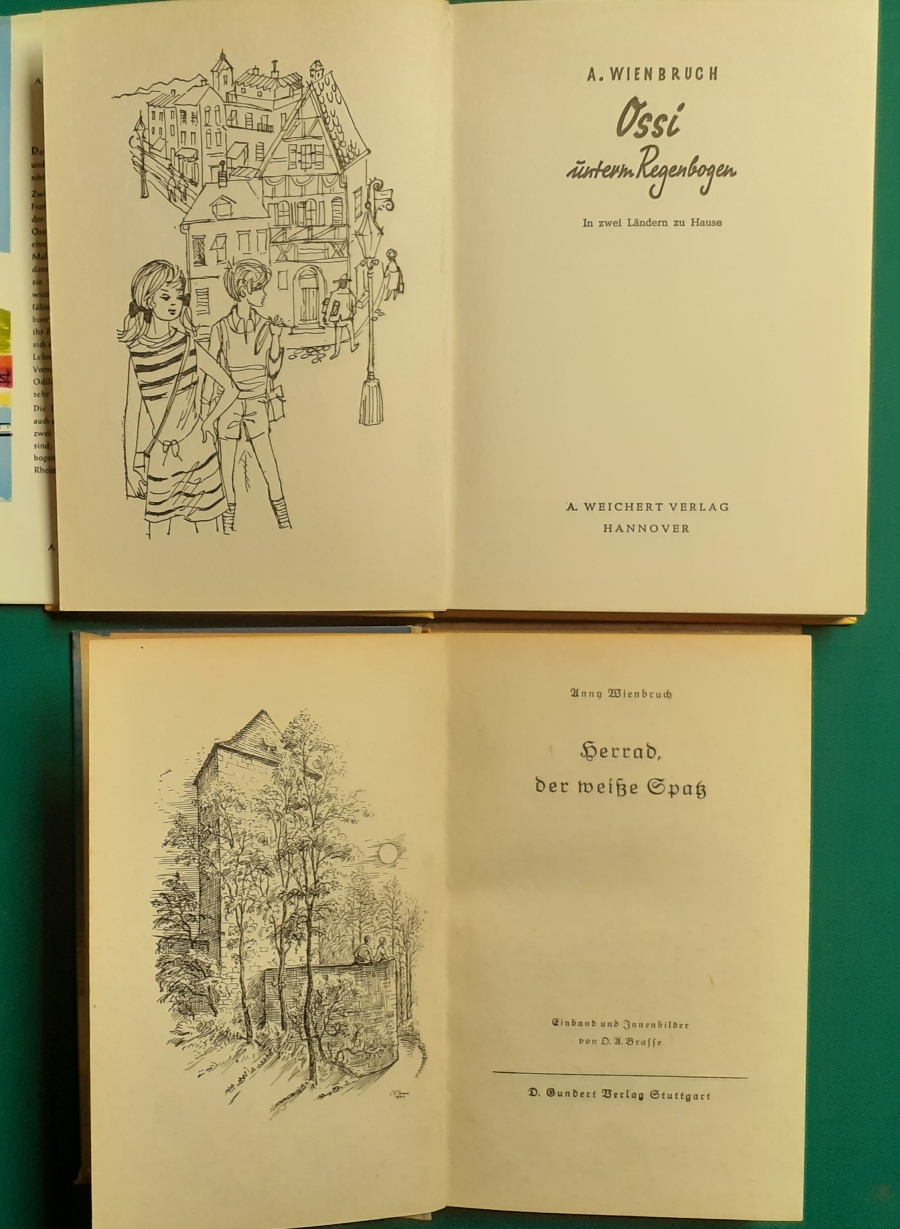 A. WIENBRUCH
Ossi
unterm Regenbogen
In zwei Ländern zu Hause
A. WEICHERT VERLAG
HANNOVER
Anny Wienbruch
Herrad,
der weiße Spatz
Einband und Innenbilder
von O. A. Brasse
D. Gundert Verlag Stuttgart